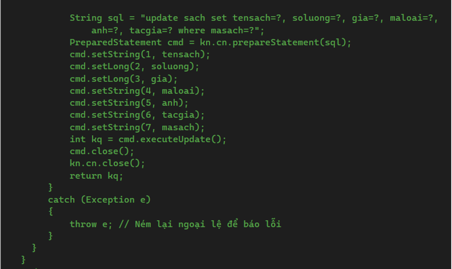 String sql = "update sach set tensach=?, soluong=?, gia=?, maloai=?,
anh=?, tacgia=? where masach=?";
PreparedStatement cmd = kn.cn.prepareStatement(sql);
cmd.setString(1, tensach);
cmd.setLong(2, soluong);
cmd.setLong(3, gia);
cmd.setString(4, maloai);
cmd.setString(5, anh);
cmd.setString(6, tacgia);
cmd.setString(7, masach);
int kq = cmd.executeUpdate();
cmd.close();
kn.cn.close();
return kq;
}
catch (Exception e)
{
throw e; // Ném lại ngoại lệ để báo lỗi
}
}
}